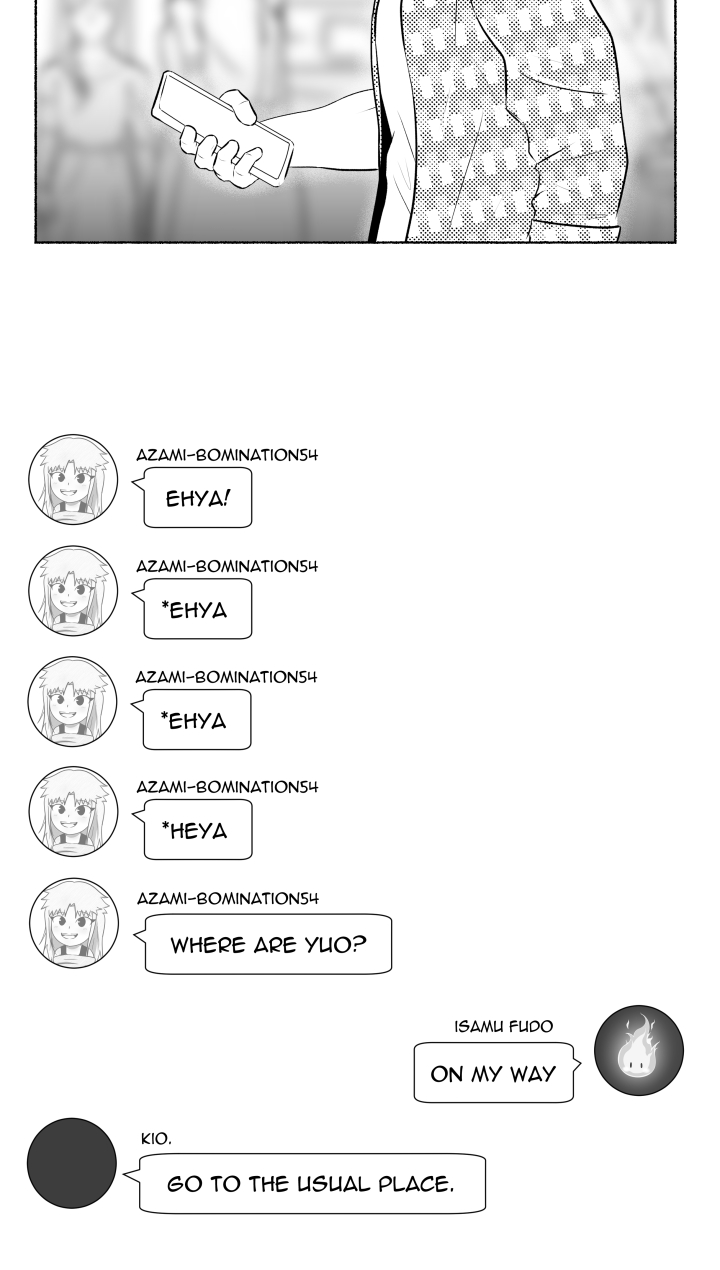 AZAMI-BOMINATION54
EHYA!
AZAMI-BOMINATION54
*EHYA
AZAMI-BOMINATION54
*EHYA
AZAMI-BOMINATION54
*HEYA
AZAMI-BOMINATION54
WHERE ARE YUO?
ISAMU FUDO
ON MY WAY
KIO.
GO TO THE USUAL PLACE.